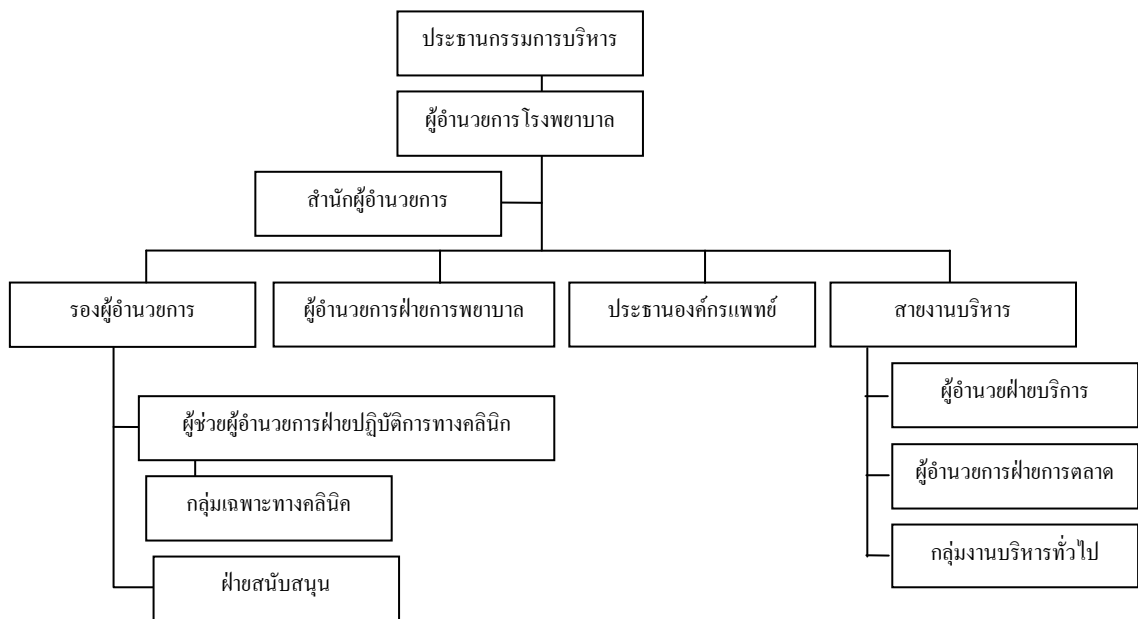 ประธานกรรมการบริหาร
ผู้อำนวยการโรงพยาบาล
สำนักผู้อำนวยการ
รองผู้อำนวยการ
ผู้อำนวยการฝ่ายการพยาบาล
ประธานองค์กรแพทย์
สายงานบริหาร
ผู้ช่วยผู้อำนวยการฝ่ายปฏิบัติการทางคลินิก
กลุ่มเฉพาะทางคลินิค
ฝ่ายสนับสนุน
ผู้อำนวยฝ่ายบริการ
ผู้อำนวยการฝ่ายการตลาด
กลุ่มงานบริหารทั่วไป